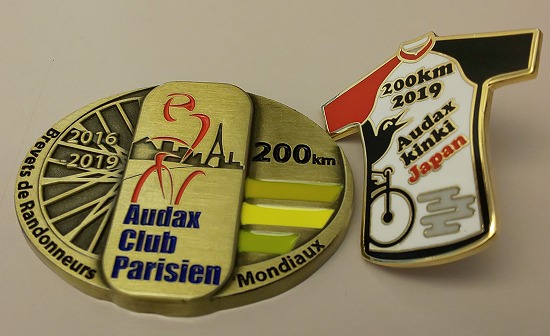 2016
-2019
Brevets de Randonneurs
Mondiaux
200km
Audax
Club
Parisien
200km
2019
Audax
kinki
Japan